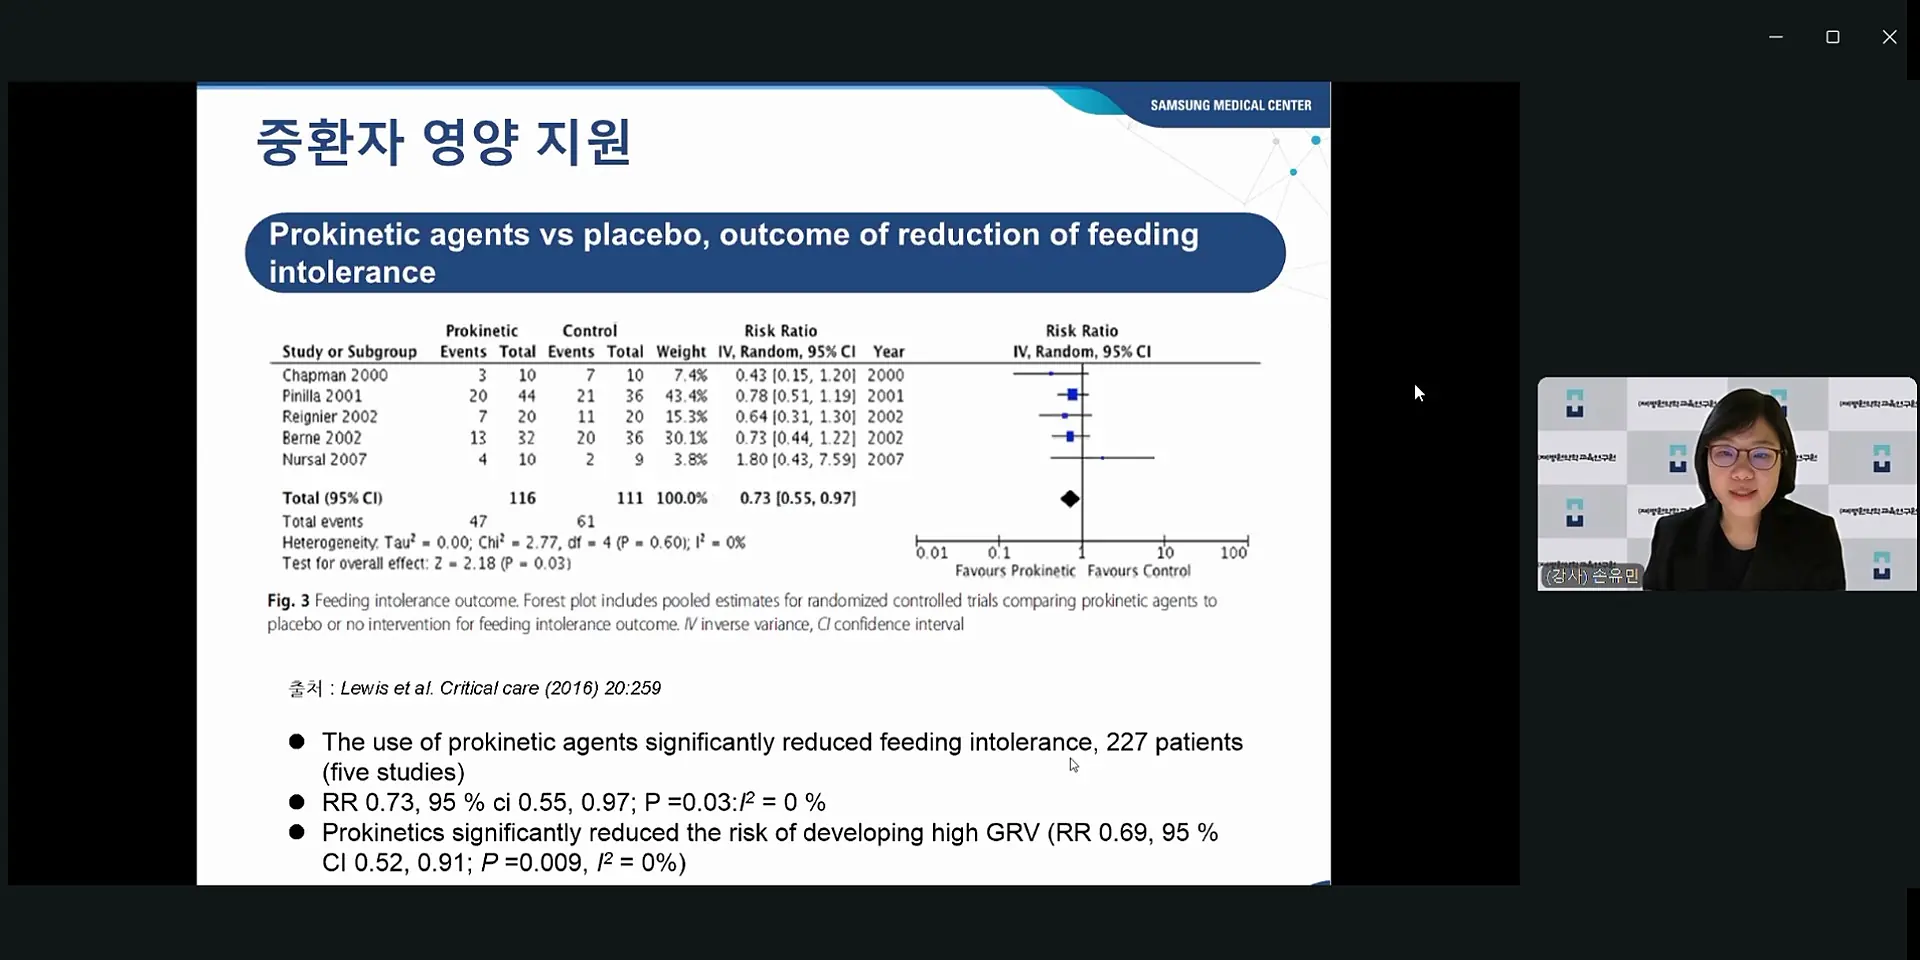 SAMSUNG MEDICAL CENTER
중환자 영양 지원
Prokinetic agents vs placebo, outcome of reduction of feeding
intolerance
Prokinetic Control Risk Ratio Risk Ratio
Study or Subgroup Events Total Events Total Weight IV, Random, 95% CI Year IV, Random, 95% CI
Chapman 2000 3 10 7 10 7.4% 0.43 [0.15, 1.20] 2000
Pinilla 2001 20 44 21 36 43.4% 0.78 [0.51, 1.19] 2001
Reignier 2002 7 20 11 20 15.3% 0.64 [0.31, 1.30] 2002
Berne 2002 13 32 20 36 30.1% 0.73 [0.44, 1.22] 2002
Nursal 2007 4 10 2 9 3.8% 1.80 [0.43, 7.59] 2007
Total (95% CI) 116 111 100.0% 0.73 [0.55, 0.97]
Total events 47 61
Heterogeneity: Tau² = 0.00; Chi² = 2.77, df = 4 (P = 0.60); I² = 0%
Test for overall effect: Z = 2.18 (P = 0.03)
0.01 0.1 1 10 100
Favours Prokinetic Favours Control
Fig. 3 Feeding intolerance outcome. Forest plot includes pooled estimates for randomized controlled trials comparing prokinetic agents to
placebo or no intervention for feeding intolerance outcome. IV inverse variance, CI confidence interval
출처 : Lewis et al. Critical care (2016) 20:259
● The use of prokinetic agents significantly reduced feeding intolerance, 227 patients
(five studies)
● RR 0.73, 95 % ci 0.55, 0.97; P =0.03:I² = 0 %
● Prokinetics significantly reduced the risk of developing high GRV (RR 0.69, 95 %
CI 0.52, 0.91; P =0.009, I² = 0%)
(강사) 손유민